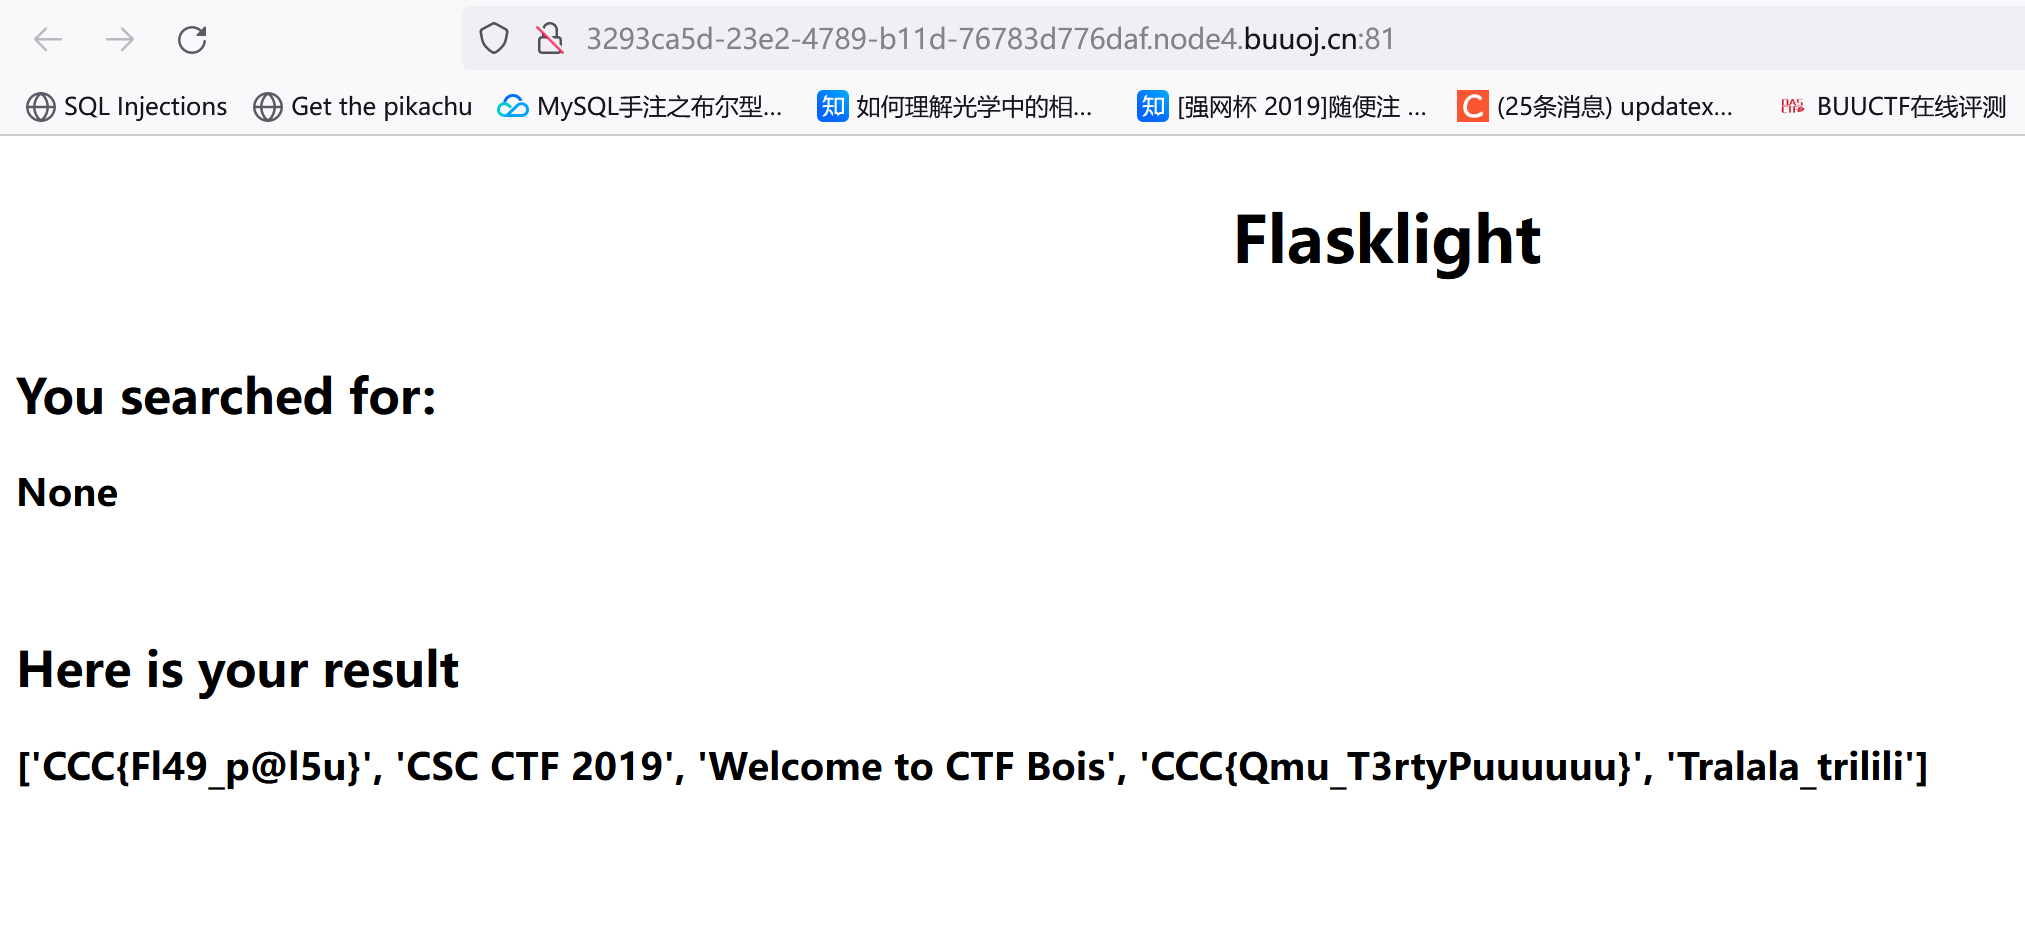 3293ca5d-23e2-4789-b11d-76783d776daf.node4.buuoj.cn:81
SQL Injections Get the pikachu MySQL手注之布尔型... 知 如何理解光学中的相... 知 [强网杯 2019]随便注 ... C (25条消息) updatex... BUUCTF在线评测
Flasklight
You searched for:
None
Here is your result
['CCC{Fl49_p@l5u}', 'CSC CTF 2019', 'Welcome to CTF Bois', 'CCC{Qmu_T3rtyPuuuuuu}', 'Tralala_trilili']